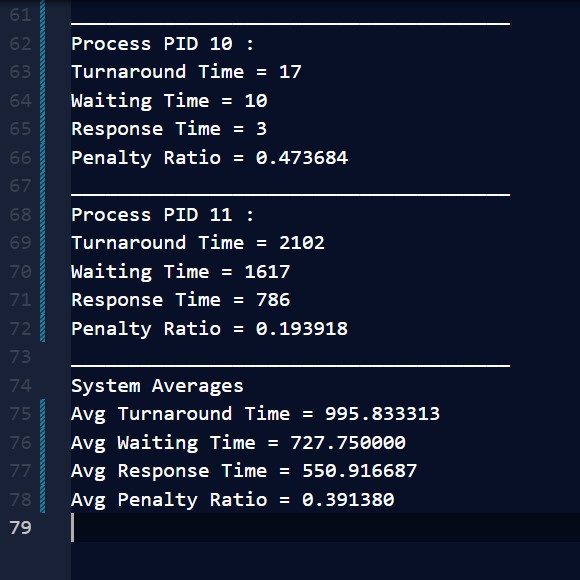 61 ______________________________________
62 Process PID 10 :
63 Turnaround Time = 17
64 Waiting Time = 10
65 Response Time = 3
66 Penalty Ratio = 0.473684
67 ______________________________________
68 Process PID 11 :
69 Turnaround Time = 2102
70 Waiting Time = 1617
71 Response Time = 786
72 Penalty Ratio = 0.193918
73 ______________________________________
74 System Averages
75 Avg Turnaround Time = 995.833313
76 Avg Waiting Time = 727.750000
77 Avg Response Time = 550.916687
78 Avg Penalty Ratio = 0.391380
79